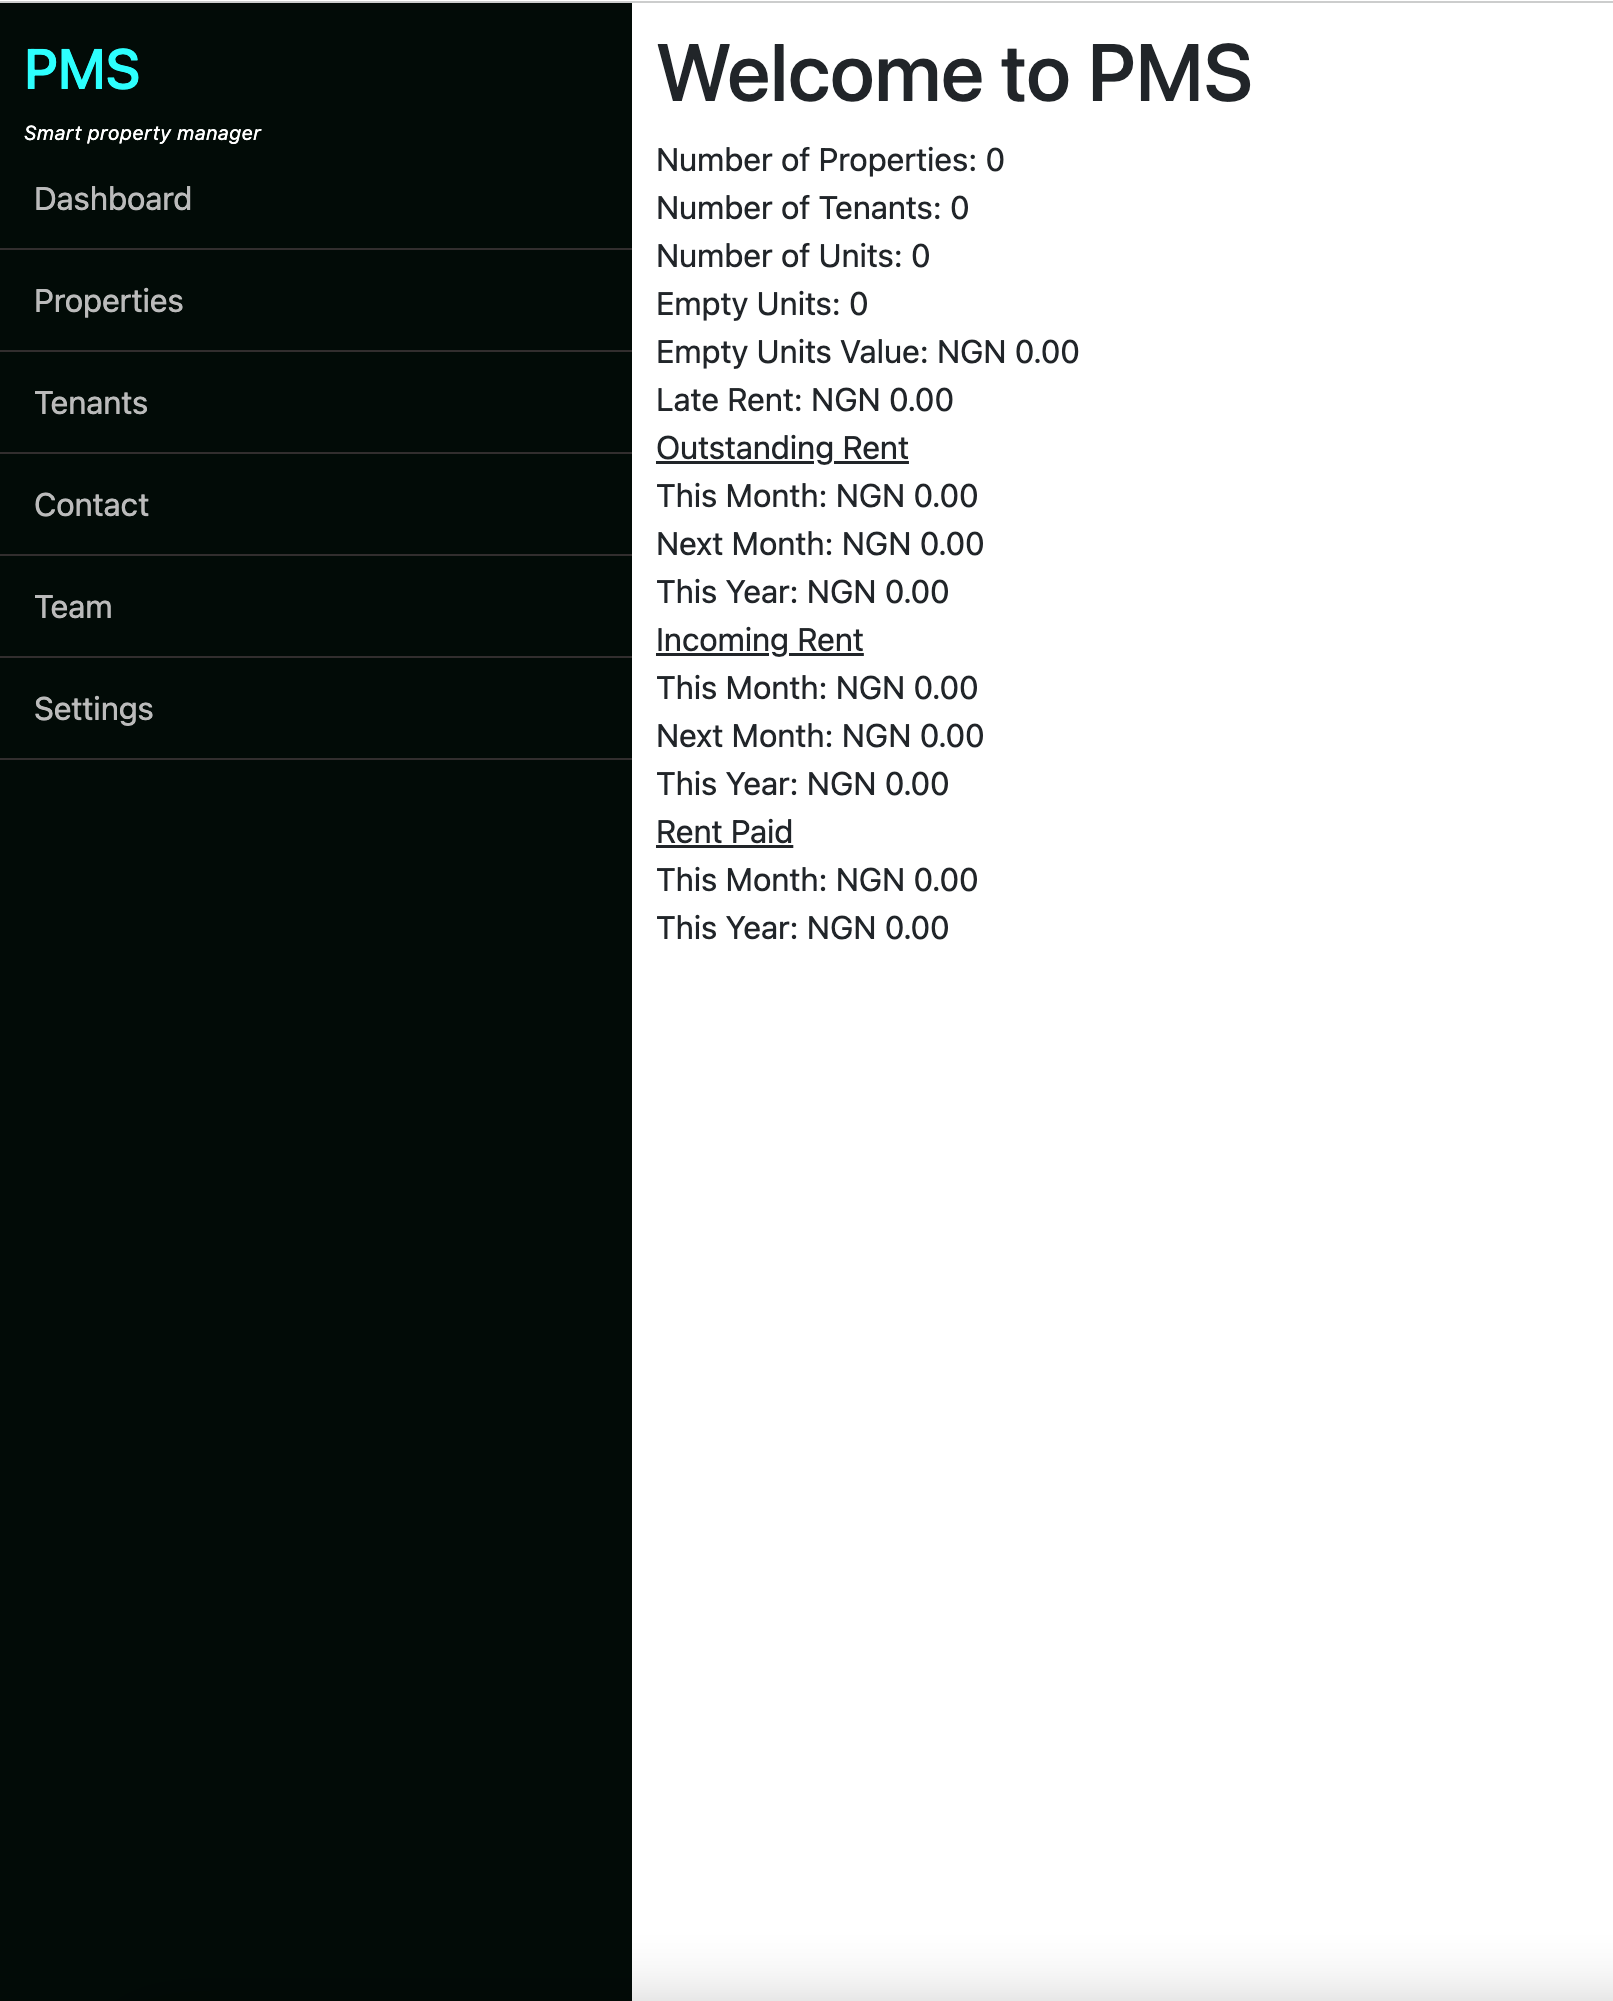 PMS
Smart property manager
Dashboard
Properties
Tenants
Contact
Team
Settings
Welcome to PMS
Number of Properties: 0
Number of Tenants: 0
Number of Units: 0
Empty Units: 0
Empty Units Value: NGN 0.00
Late Rent: NGN 0.00
Outstanding Rent
This Month: NGN 0.00
Next Month: NGN 0.00
This Year: NGN 0.00
Incoming Rent
This Month: NGN 0.00
Next Month: NGN 0.00
This Year: NGN 0.00
Rent Paid
This Month: NGN 0.00
This Year: NGN 0.00